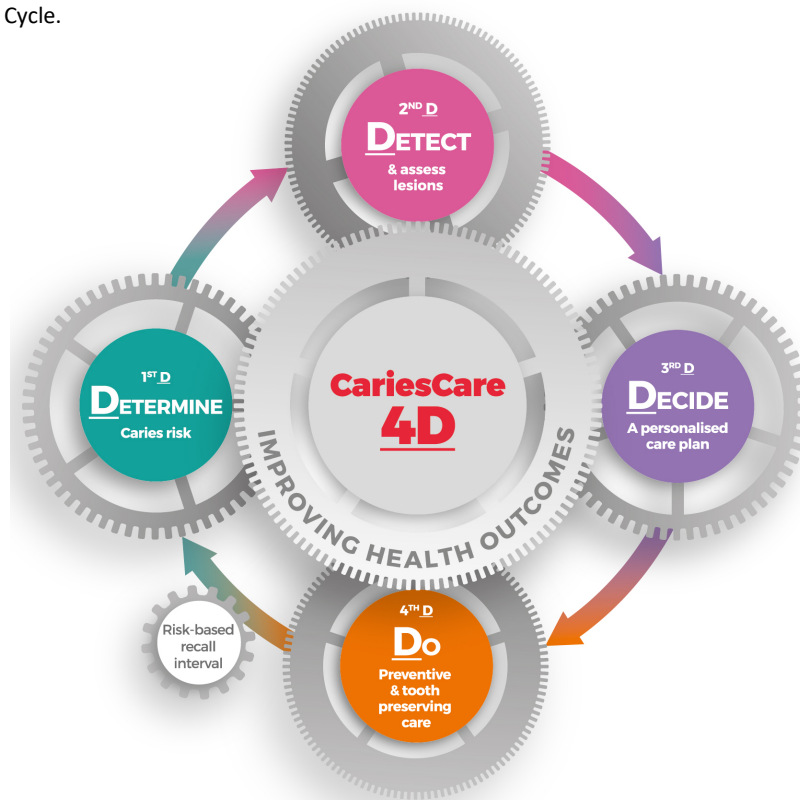 Cycle.
2ND D
DETECT
& assess
lesions
1ST D
DETERMINE
Caries risk
CariesCare
4D
IMPROVING HEALTH OUTCOMES
3RD D
DECIDE
A personalised
care plan
4TH D
Do
Preventive
& tooth
preserving
care
Risk-based
recall
interval